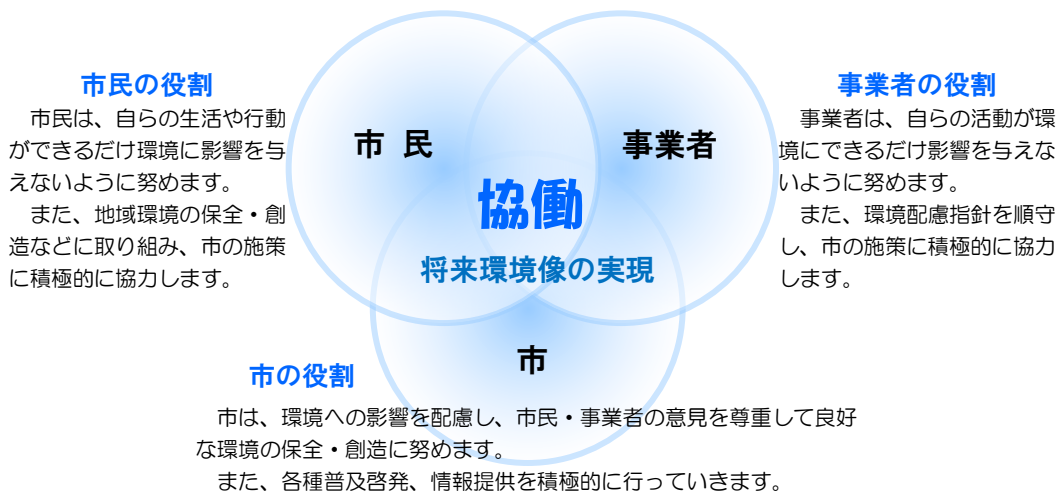 市民の役割
市民は、自らの生活や行動
ができるだけ環境に影響を与
えないように努めます。
また、地域環境の保全・創
造などに取り組み、市の施策
に積極的に協力します。
市 民
事業者
協働
将来環境像の実現
市
事業者の役割
事業者は、自らの活動が環
境にできるだけ影響を与えな
いように努めます。
また、環境配慮指針を順守
し、市の施策に積極的に協力
します。
市の役割
市は、環境への影響を配慮し、市民・事業者の意見を尊重して良好
な環境の保全・創造に努めます。
また、各種普及啓発、情報提供を積極的に行っていきます。